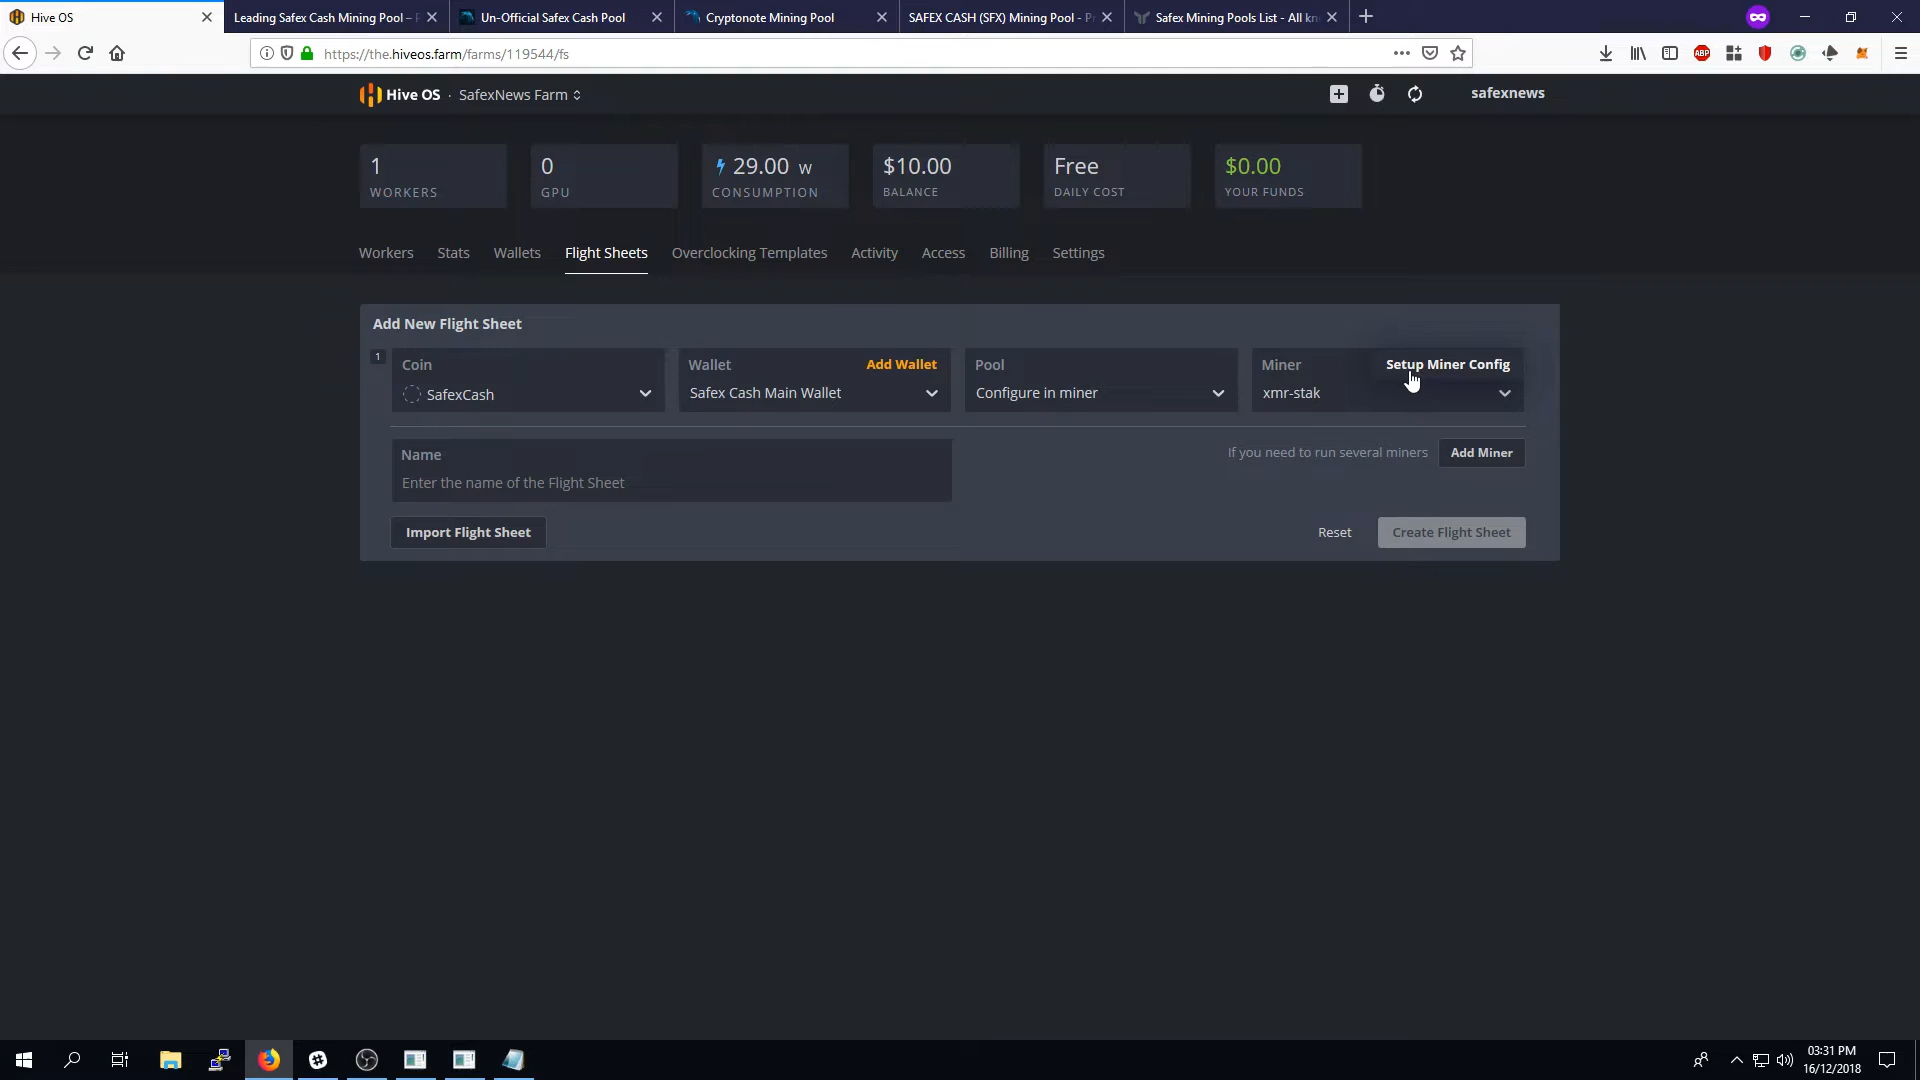 Hive OS
Leading Safex Cash Mining Pool –
Un-Official Safex Cash Pool
Cryptonote Mining Pool
SAFEX CASH (SFX) Mining Pool -
Safex Mining Pools List - All kn
https://the.hiveos.farm/farms/119544/fs
ABP
Hive OS · SafexNews Farm
safexnews
1
WORKERS
0
GPU
29.00 W
CONSUMPTION
$10.00
BALANCE
Free
DAILY COST
$0.00
YOUR FUNDS
Workers
Stats
Wallets
Flight Sheets
Overclocking Templates
Activity
Access
Billing
Settings
Add New Flight Sheet
1
Coin
SafexCash
Wallet
Add Wallet
Safex Cash Main Wallet
Pool
Configure in miner
Miner
Setup Miner Config
xmr-stak
Name
Enter the name of the Flight Sheet
If you need to run several miners
Add Miner
Import Flight Sheet
Reset
Create Flight Sheet
03:31 PM
16/12/2018